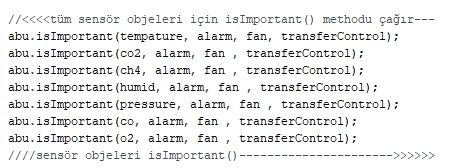 //<<<<tüm sensör objeleri için isImportant() methodu çağır---
abu.isImportant(tempature, alarm, fan, transferControl);
abu.isImportant(co2, alarm, fan , transferControl);
abu.isImportant(ch4, alarm, fan , transferControl);
abu.isImportant(humid, alarm, fan , transferControl);
abu.isImportant(pressure, alarm, fan , transferControl);
abu.isImportant(co, alarm, fan , transferControl);
abu.isImportant(o2, alarm, fan , transferControl);
////sensör objeleri isImportant()----------------------->>>>>>